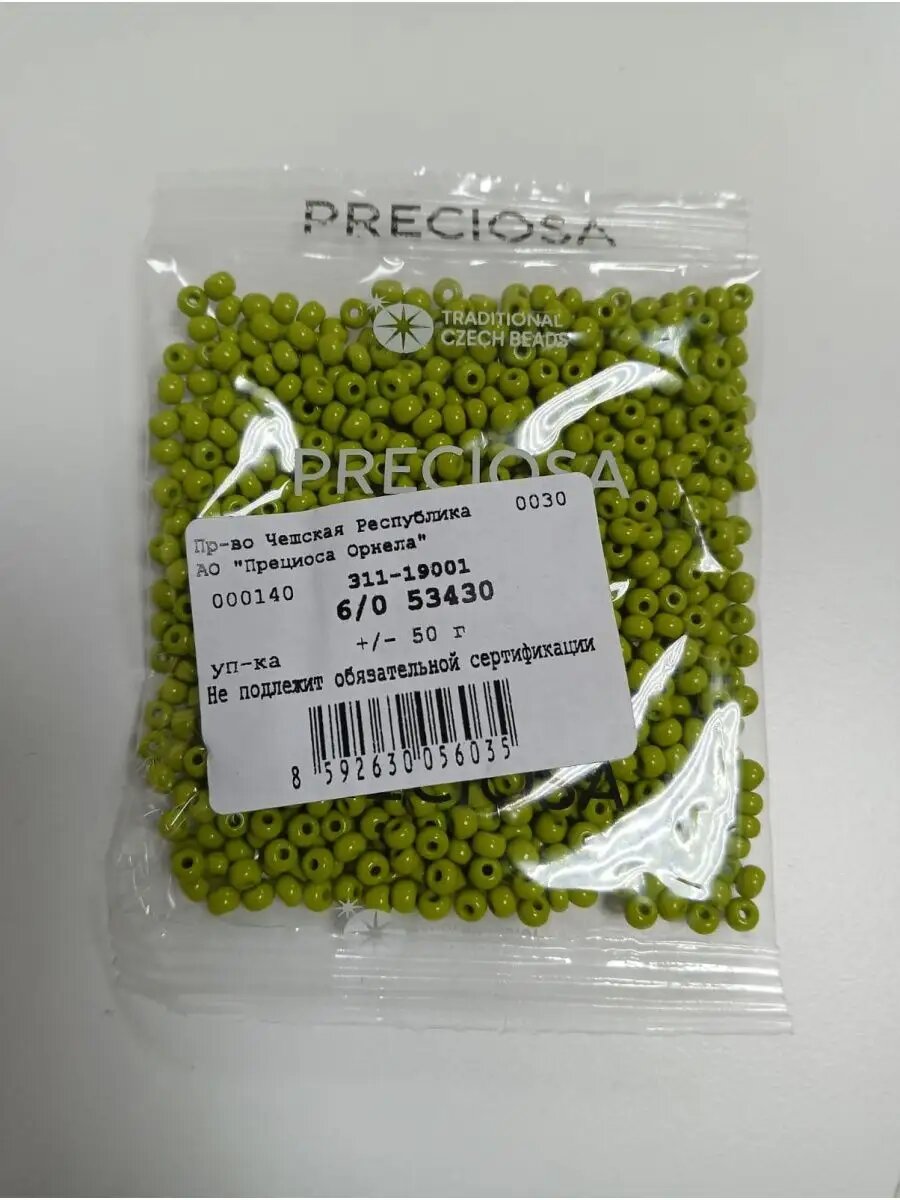 PRECIOSA
TRADITIONAL
CZECH BEADS
PRECIOSA
Пр-во Чешская Республика 0030
АО "Прециоса Орнела"
311-19001
000140 6/0 53430
+/- 50 г
уп-ка
Не подлежит обязательной сертификации
8 592630 056035